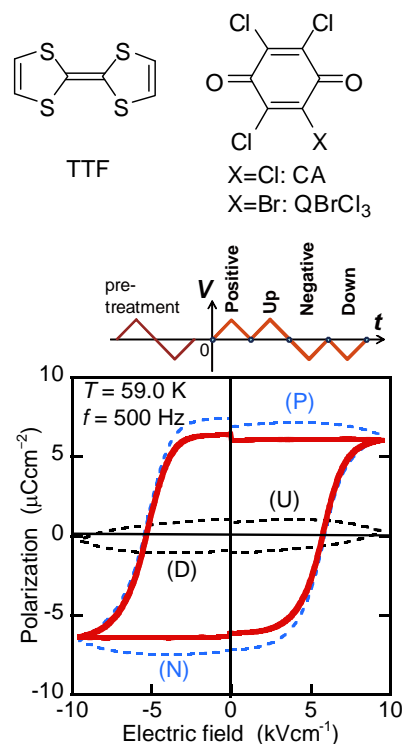 S S
S S
TTF
Cl Cl
O O
Cl X
X=Cl: CA
X=Br: QBrCl₃
pre-
treatment
V
Positive
Up
Negative
Down
t
0
T = 59.0 K
f = 500 Hz
(P)
(U)
(D)
(N)
10
5
0
-5
-10
Polarization (μCcm⁻²)
-10 -5 0 5 10
Electric field (kVcm⁻¹)